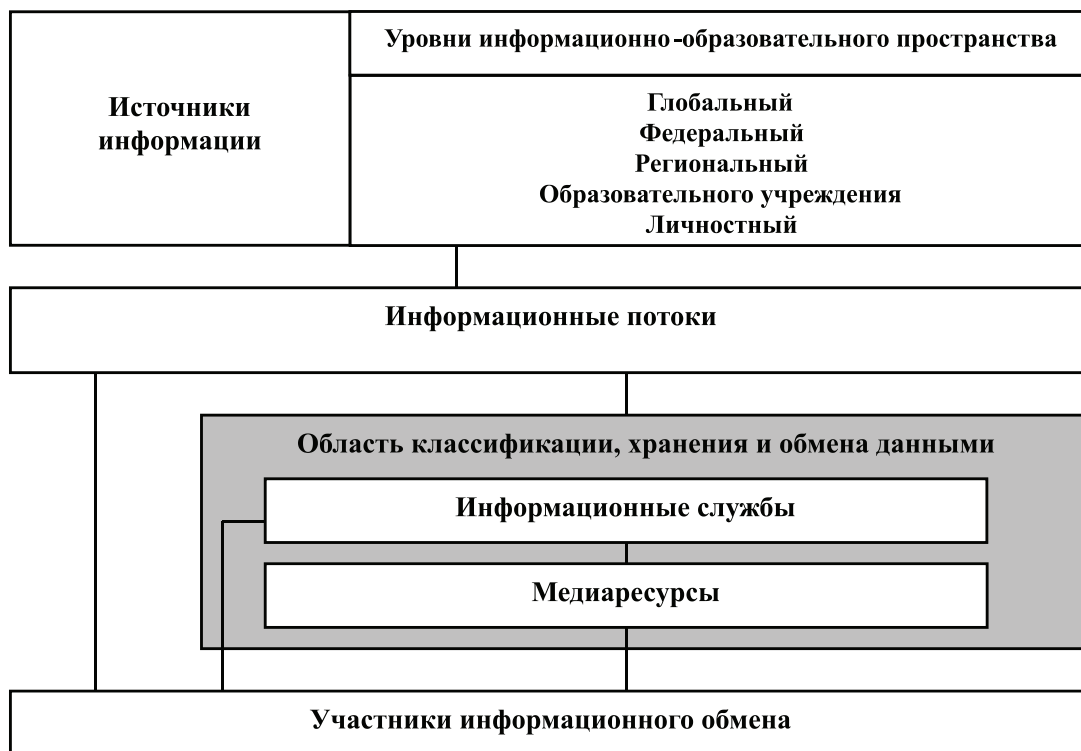 Источники
информации
Уровни информационно-образовательного пространства
Глобальный
Федеральный
Региональный
Образовательного учреждения
Личностный
Информационные потоки
Область классификации, хранения и обмена данными
Информационные службы
Медиаресурсы
Участники информационного обмена